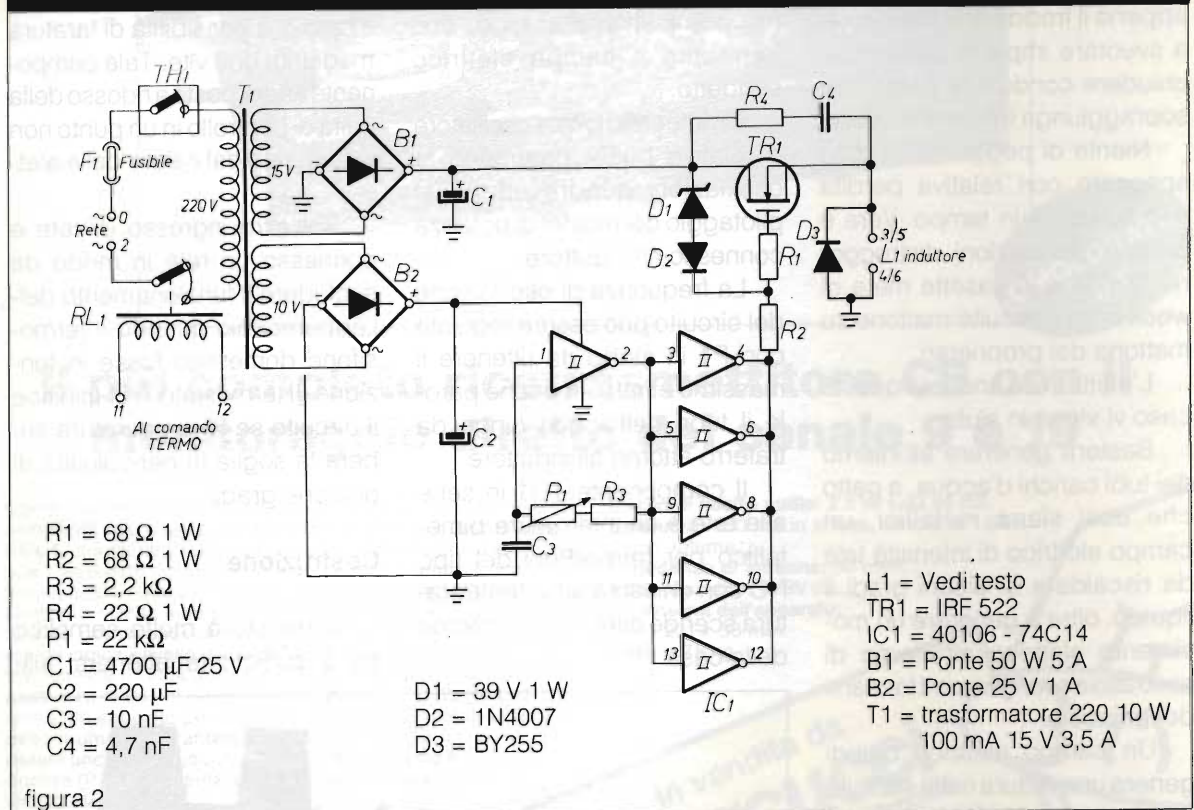 TH1
T1
F1
Fusibile
~0
Rete
~2
220V
15V
10V
RL1
11
12
Al comando
TERMO
B1
~
+
~
B2
~
+
~
+
C1
+
C2
R4
C4
TR1
D1
D2
R1
R2
D3
3/5
L1 induttore
4/6
1
2
3
4
5
6
9
8
11
10
13
12
IC1
P1
R3
C3
R1 = 68 Ω 1 W
R2 = 68 Ω 1 W
R3 = 2,2 kΩ
R4 = 22 Ω 1 W
P1 = 22 kΩ
C1 = 4700 µF 25 V
C2 = 220 µF
C3 = 10 nF
C4 = 4,7 nF
D1 = 39 V 1 W
D2 = 1N4007
D3 = BY255
L1 = Vedi testo
TR1 = IRF 522
IC1 = 40106 - 74C14
B1 = Ponte 50 W 5 A
B2 = Ponte 25 V 1 A
T1 = trasformatore 220 10 W
100 mA 15 V 3,5 A
figura 2